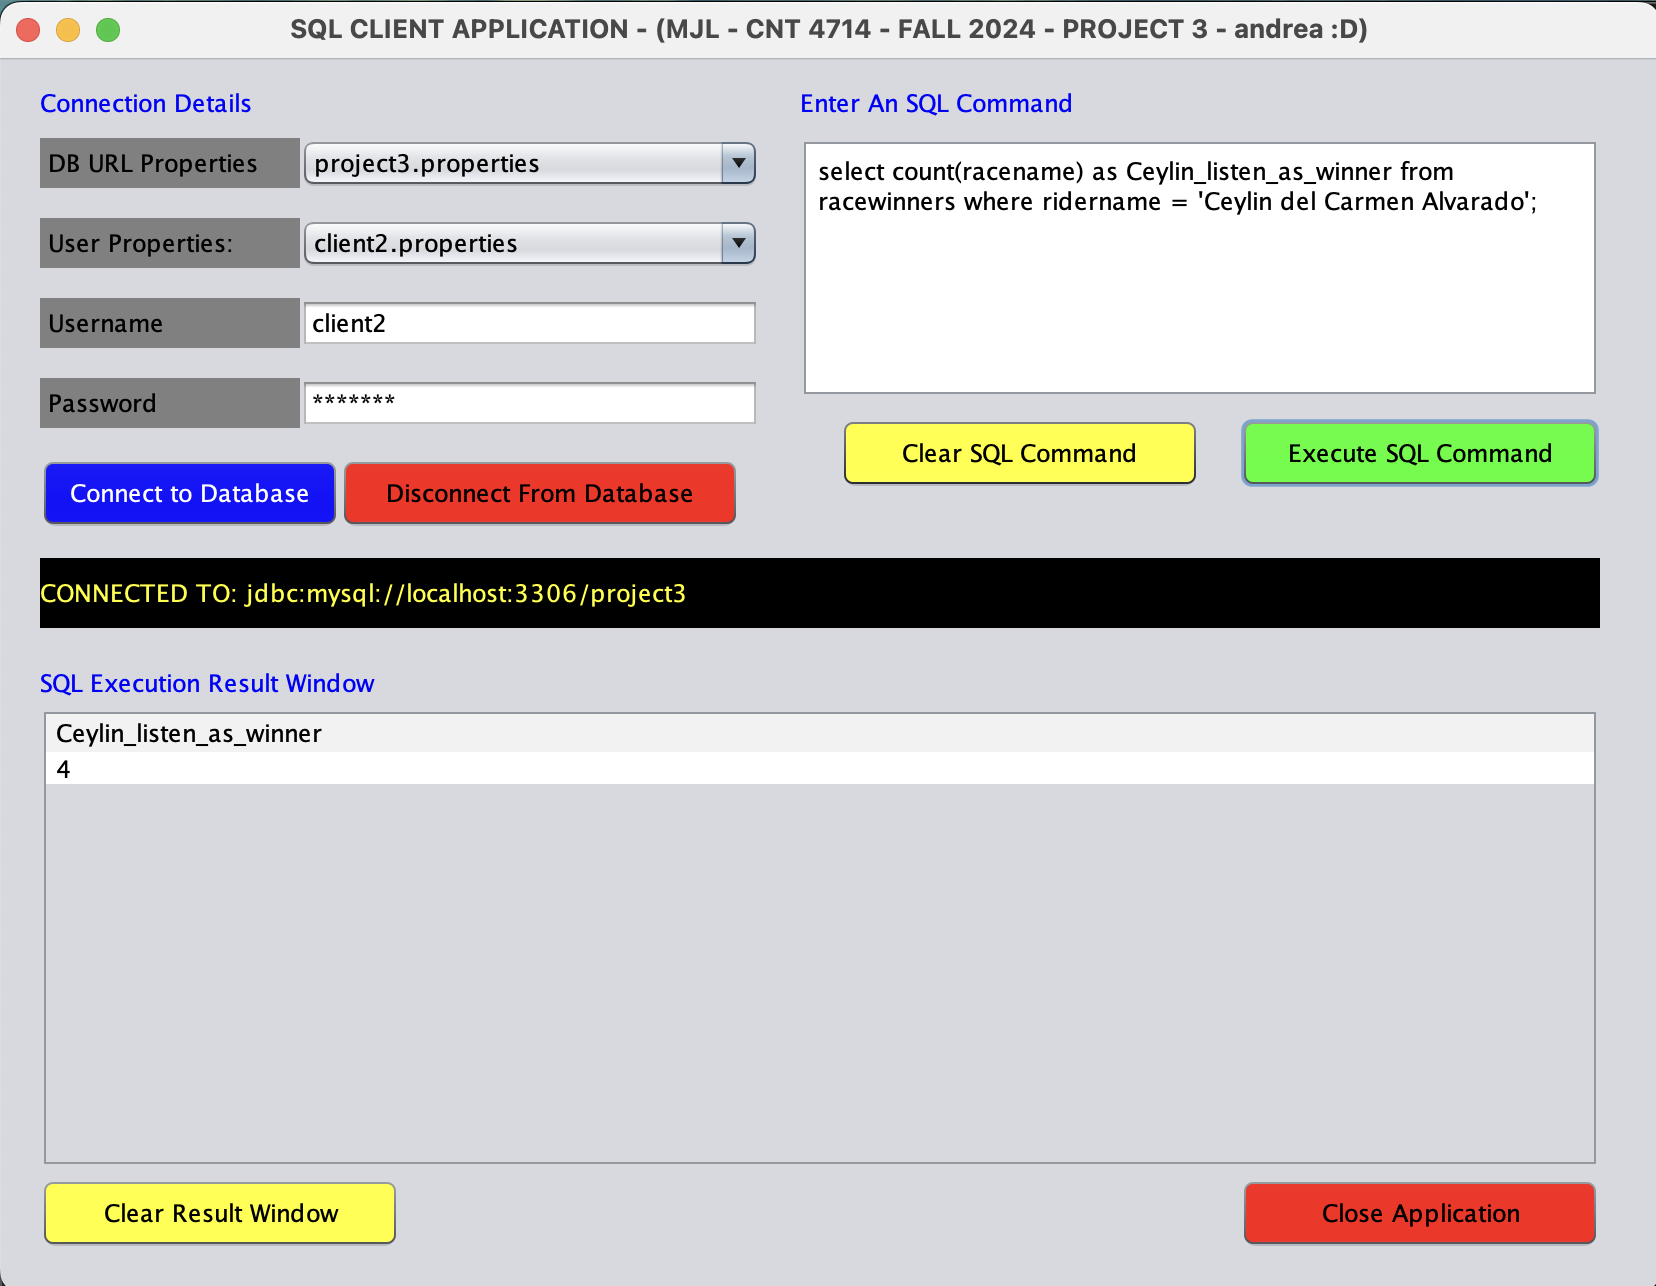 SQL CLIENT APPLICATION - (MJL - CNT 4714 - FALL 2024 - PROJECT 3 - andrea :D)
Connection Details
DB URL Properties
project3.properties
User Properties:
client2.properties
Username
client2
Password
*******
Connect to Database
Disconnect From Database
Enter An SQL Command
select count(racename) as Ceylin_listen_as_winner from
racewinners where ridername = 'Ceylin del Carmen Alvarado';
Clear SQL Command
Execute SQL Command
CONNECTED TO: jdbc:mysql://localhost:3306/project3
SQL Execution Result Window
Ceylin_listen_as_winner
4
Clear Result Window
Close Application